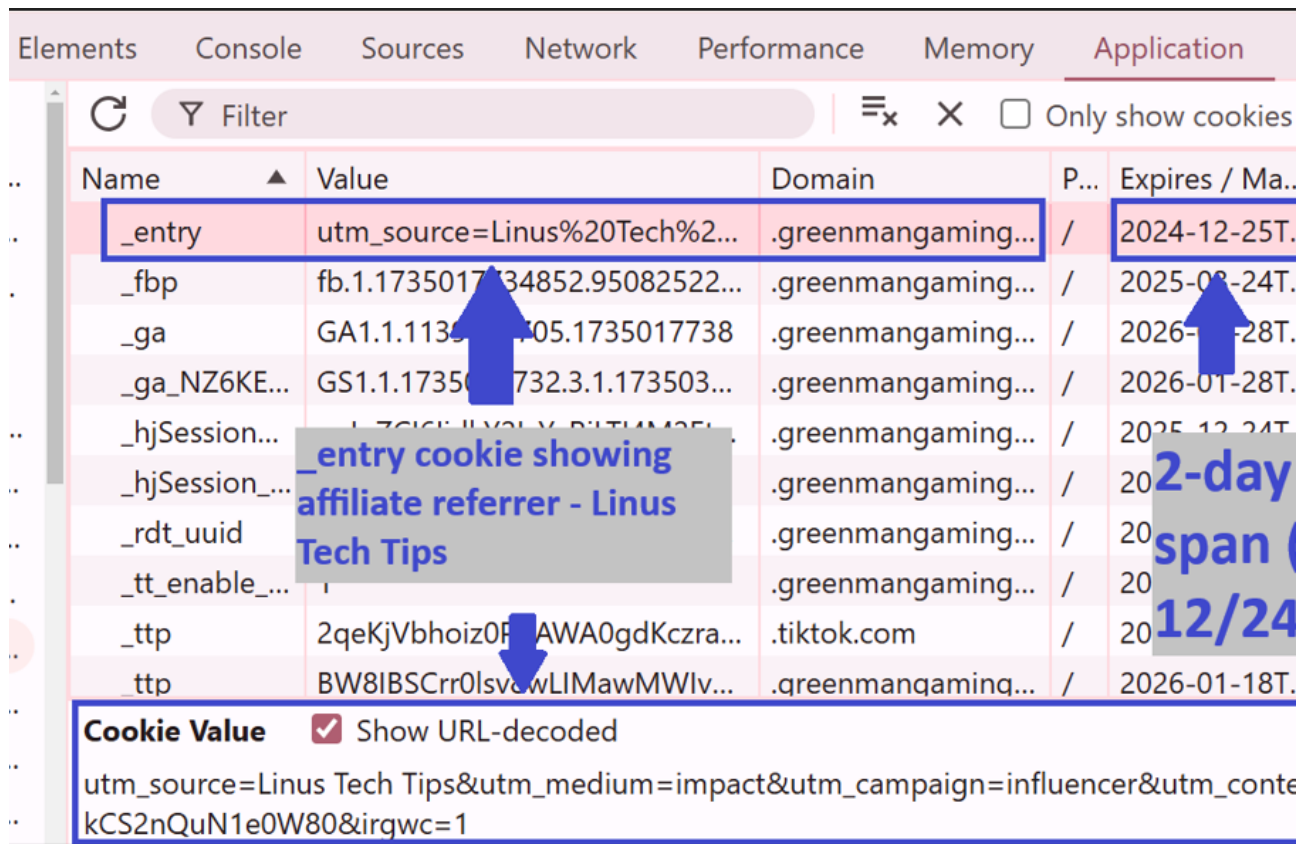 Elements Console Sources Network Performance Memory Application
Filter Only show cookies
Name Value Domain P... Expires / Ma...
_entry utm_source=Linus%20Tech%2... .greenmangaming... / 2024-12-25T.
_fbp .greenmangaming... /
_ga .greenmangaming... /
_ga_NZ6KE... .greenmangaming... / 2026-01-28T.
_hjSession... .greenmangaming... /
_hjSession_... .greenmangaming... /
_rdt_uuid .greenmangaming... /
_tt_enable_... .greenmangaming... /
_ttp .tiktok.com /
_ttp .greenmangaming... / 2026-01-18T.
_entry cookie showing
affiliate referrer - Linus
Tech Tips
2-day
span (
12/24
Cookie Value Show URL-decoded
utm_source=Linus Tech Tips&utm_medium=impact&utm_campaign=influencer&utm_conte
kCS2nQuN1e0W80&irgwc=1